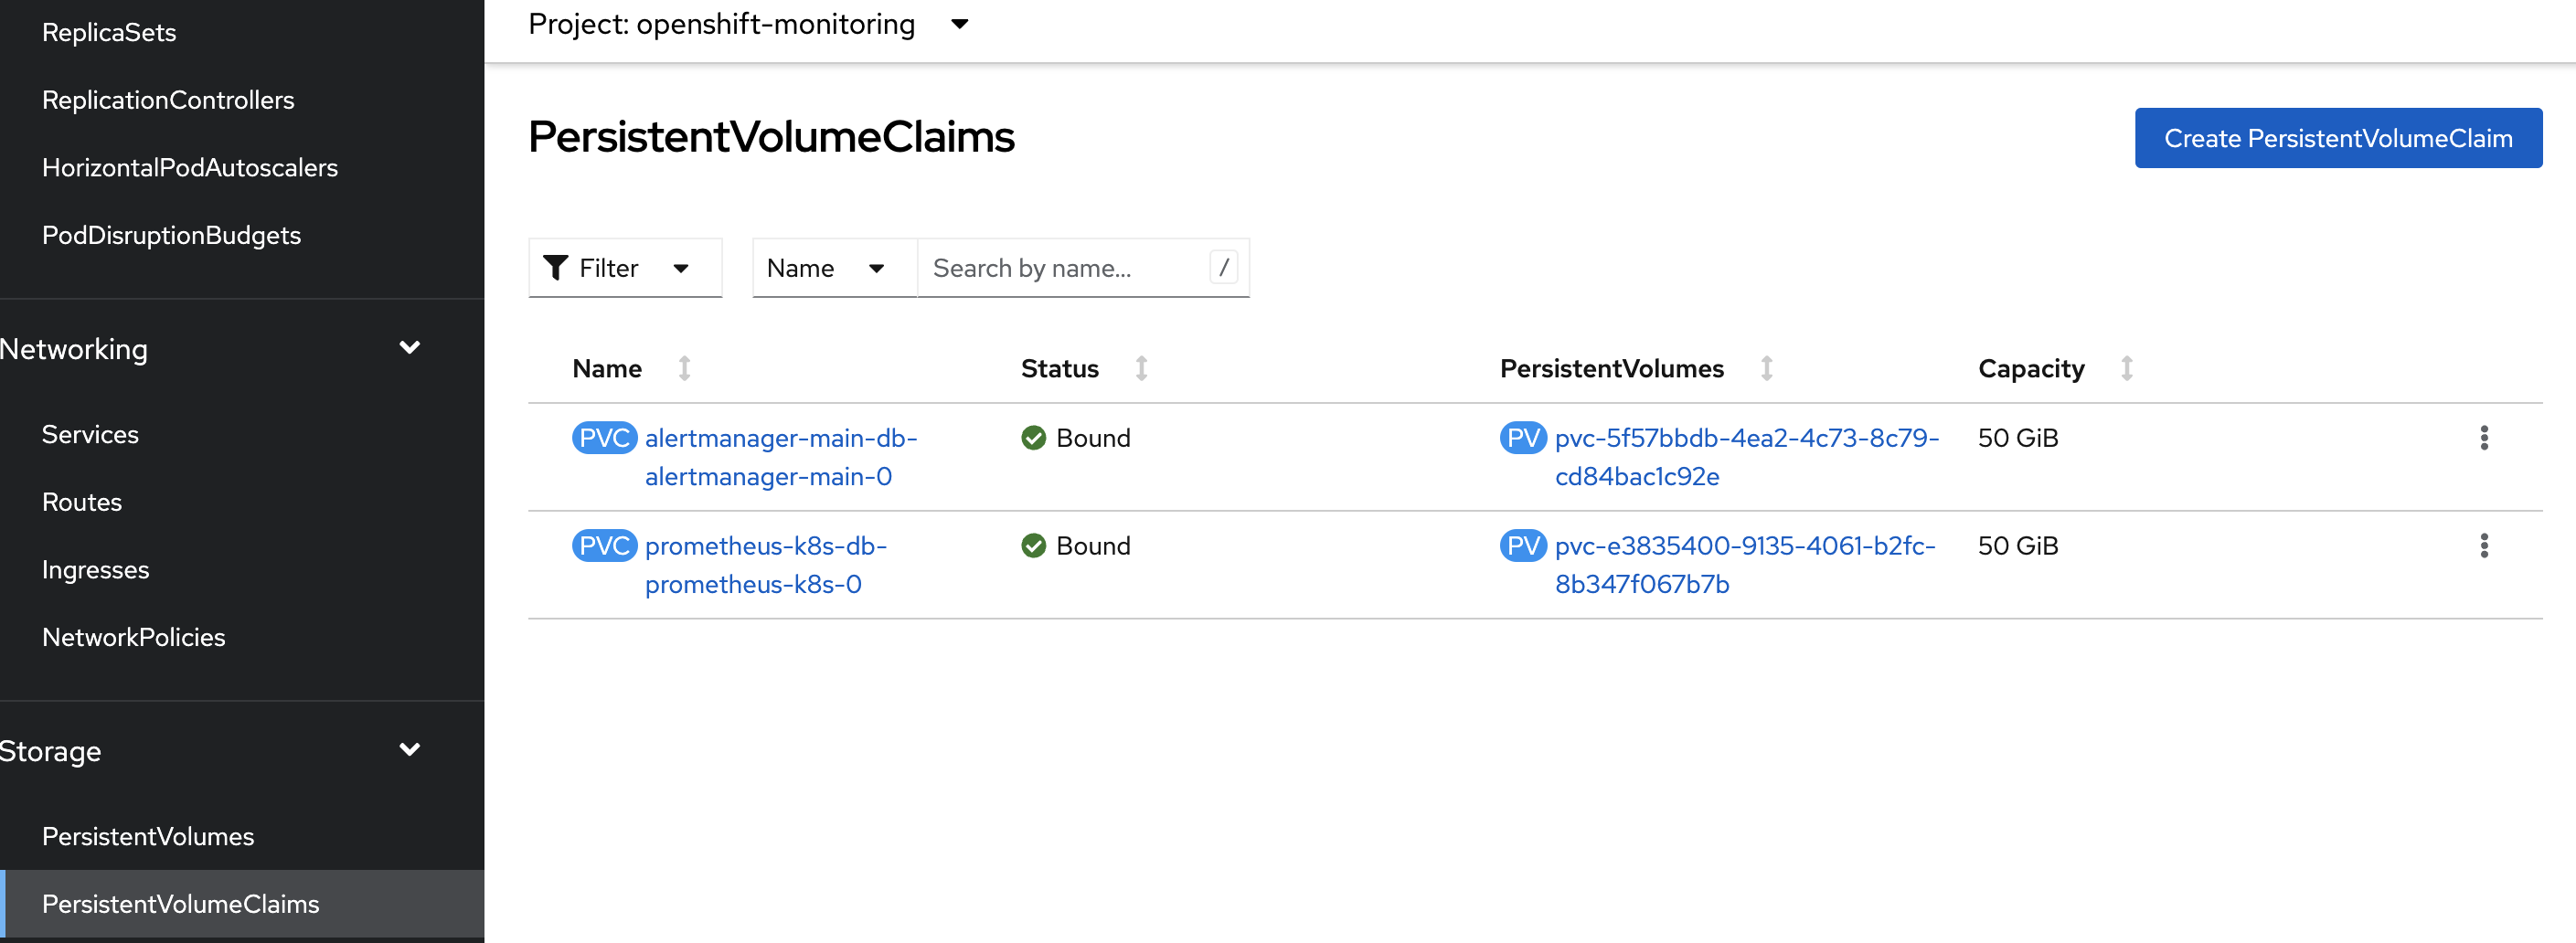 ReplicaSets
ReplicationControllers
HorizontalPodAutoscalers
PodDisruptionBudgets
Networking
Services
Routes
Ingresses
NetworkPolicies
Storage
PersistentVolumes
PersistentVolumeClaims
Project: openshift-monitoring
PersistentVolumeClaims
Create PersistentVolumeClaim
Filter
Name
Search by name...
/
Name Status PersistentVolumes Capacity
PVC alertmanager-main-db- Bound PV pvc-5f57bbdb-4ea2-4c73-8c79- 50 GiB
alertmanager-main-0 cd84bac1c92e
PVC prometheus-k8s-db- Bound PV pvc-e3835400-9135-4061-b2fc- 50 GiB
prometheus-k8s-0 8b347f067b7b